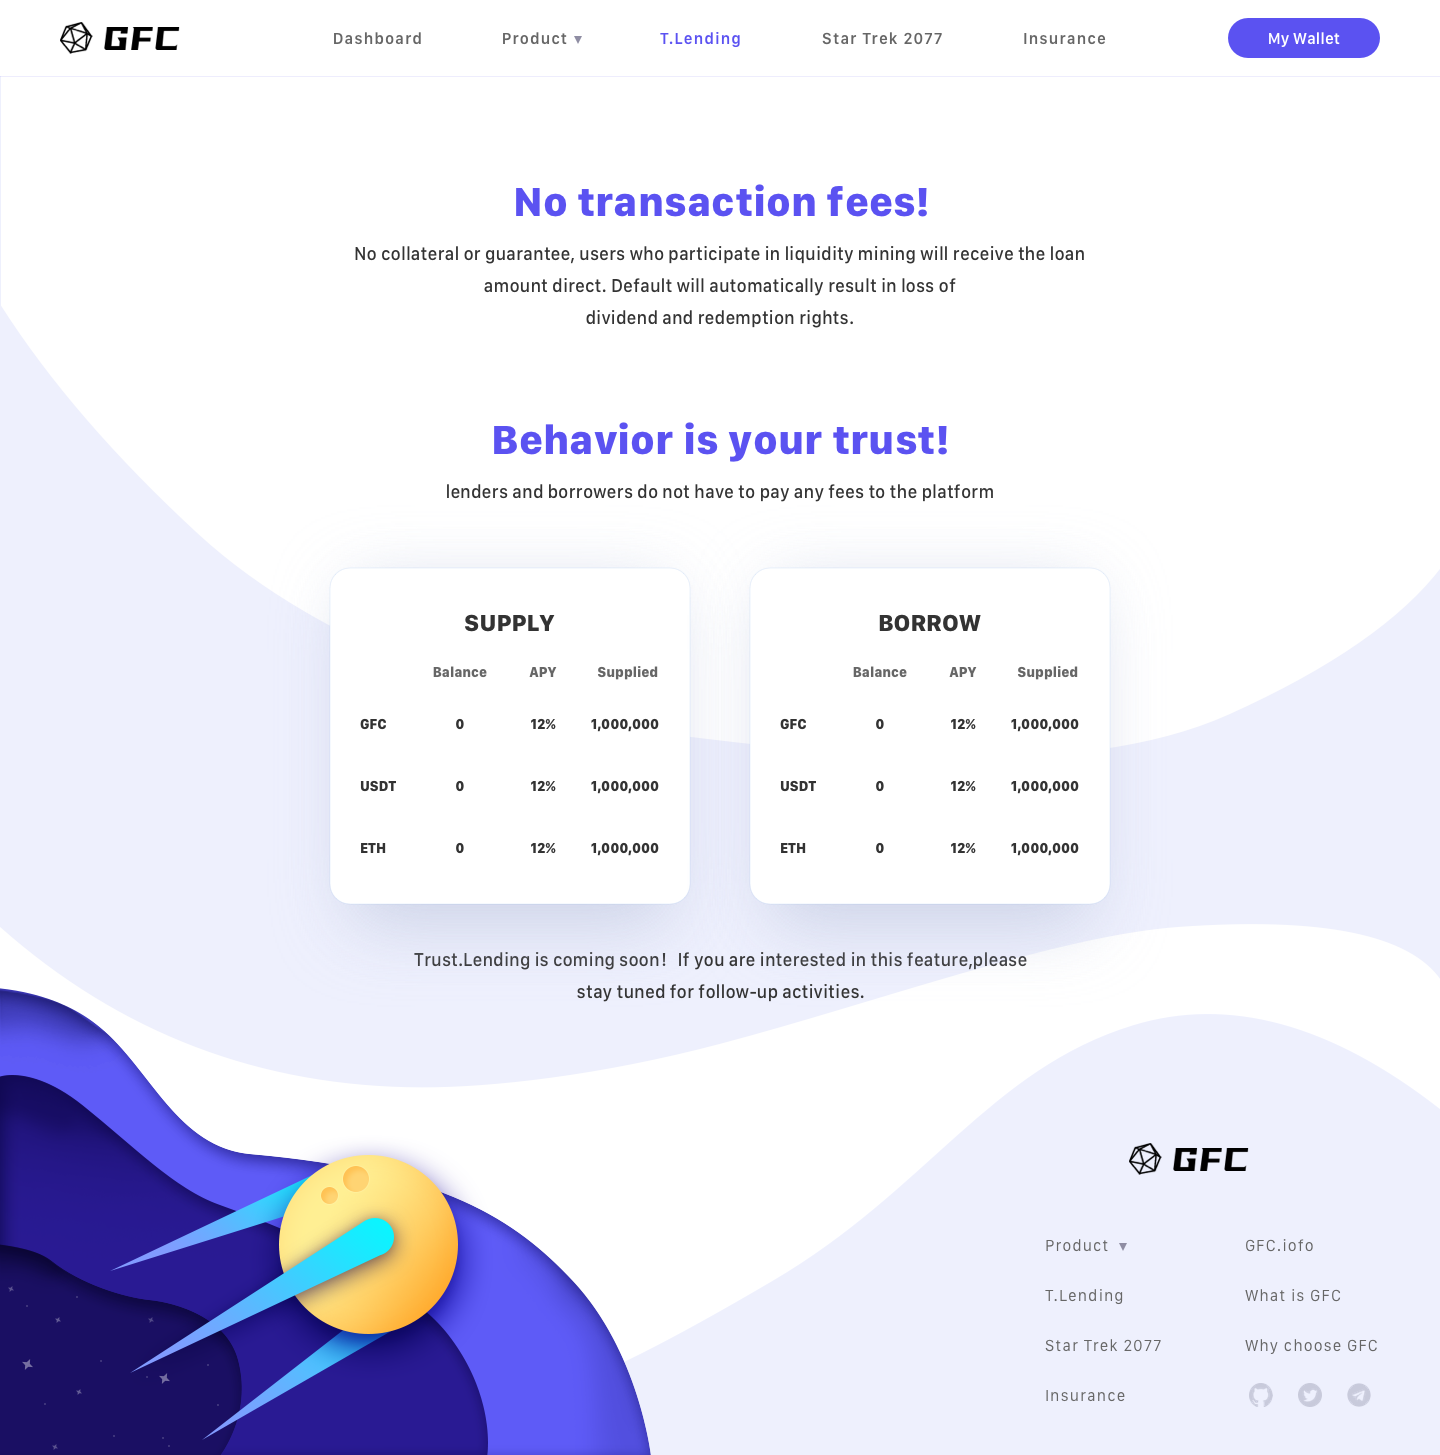 GFC
Dashboard
Product ▼
T.Lending
Star Trek 2077
Insurance
My Wallet
No transaction fees!
No collateral or guarantee, users who participate in liquidity mining will receive the loan
amount direct. Default will automatically result in loss of
dividend and redemption rights.
Behavior is your trust!
lenders and borrowers do not have to pay any fees to the platform
SUPPLY
Balance APY Supplied
GFC 0 12% 1,000,000
USDT 0 12% 1,000,000
ETH 0 12% 1,000,000
BORROW
Balance APY Supplied
GFC 0 12% 1,000,000
USDT 0 12% 1,000,000
ETH 0 12% 1,000,000
Trust.Lending is coming soon！If you are interested in this feature,please
stay tuned for follow-up activities.
GFC
Product ▼
T.Lending
Star Trek 2077
Insurance
GFC.iofo
What is GFC
Why choose GFC